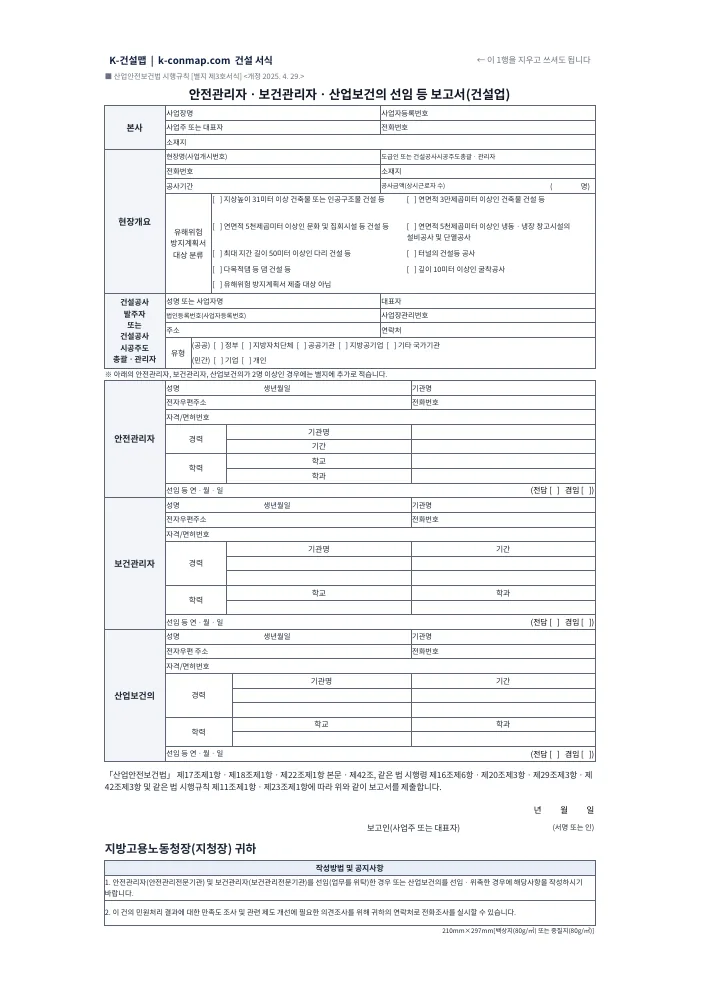 K-건설맵 | k-conmap.com 건설 서식
← 이 1행을 지우고 쓰셔도 됩니다
■ 산업안전보건법 시행규칙 [별지 제3호서식] <개정 2025. 4. 29.>
안전관리자ㆍ보건관리자ㆍ산업보건의 선임 등 보고서(건설업)
본사
사업장명
사업자등록번호
사업주 또는 대표자
전화번호
소재지
현장개요
현장명(사업개시번호)
도급인 또는 건설공사시공주도총괄ㆍ관리자
전화번호
소재지
공사기간
공사금액(상시근로자 수)
( 명)
유해위험
방지계획서
대상 분류
[ ] 지상높이 31미터 이상 건축물 또는 인공구조물 건설 등
[ ] 연면적 3만제곱미터 이상인 건축물 건설 등
[ ] 연면적 5천제곱미터 이상인 문화 및 집회시설 등 건설 등
[ ] 연면적 5천제곱미터 이상인 냉동ㆍ냉장 창고시설의
설비공사 및 단열공사
[ ] 최대 지간 길이 50미터 이상인 다리 건설 등
[ ] 터널의 건설등 공사
[ ] 다목적댐 등 댐 건설 등
[ ] 깊이 10미터 이상인 굴착공사
[ ] 유해위험 방지계획서 제출 대상 아님
건설공사
발주자
또는
건설공사
시공주도
총괄ㆍ관리자
성명 또는 사업자명
대표자
법인등록번호(사업자등록번호)
사업장관리번호
주소
연락처
유형
(공공) [ ] 정부 [ ] 지방자치단체 [ ] 공공기관 [ ] 지방공기업 [ ] 기타 국가기관
(민간) [ ] 기업 [ ] 개인
※ 아래의 안전관리자, 보건관리자, 산업보건의가 2명 이상인 경우에는 별지에 추가로 적습니다.
안전관리자
성명 생년월일
기관명
전자우편주소
전화번호
자격/면허번호
경력
기관명
기간
학력
학교
학과
선임 등 연ㆍ월ㆍ일
(전담 [ ] 겸임 [ ])
보건관리자
성명 생년월일
기관명
전자우편주소
전화번호
자격/면허번호
경력
기관명
기간
학력
학교
학과
선임 등 연ㆍ월ㆍ일
(전담 [ ] 겸임 [ ])
산업보건의
성명 생년월일
기관명
전자우편 주소
전화번호
자격/면허번호
경력
기관명
기간
학력
학교
학과
선임 등 연ㆍ월ㆍ일
(전담 [ ] 겸임 [ ])
「산업안전보건법」 제17조제1항ㆍ제18조제1항ㆍ제22조제1항 본문ㆍ제42조, 같은 법 시행령 제16조제6항ㆍ제20조제3항ㆍ제29조제3항ㆍ제
42조제3항 및 같은 법 시행규칙 제11조제1항ㆍ제23조제1항에 따라 위와 같이 보고서를 제출합니다.
년 월 일
보고인(사업주 또는 대표자)
(서명 또는 인)
지방고용노동청장(지청장) 귀하
작성방법 및 공지사항
1. 안전관리자(안전관리전문기관) 및 보건관리자(보건관리전문기관)를 선임(업무를 위탁)한 경우 또는 산업보건의를 선임ㆍ위촉한 경우에 해당사항을 작성하시기
바랍니다.
2. 이 건의 민원처리 결과에 대한 만족도 조사 및 관련 제도 개선에 필요한 의견조사를 위해 귀하의 연락처로 전화조사를 실시할 수 있습니다.
210mm×297mm[백상지(80g/㎡) 또는 중질지(80g/㎡)]